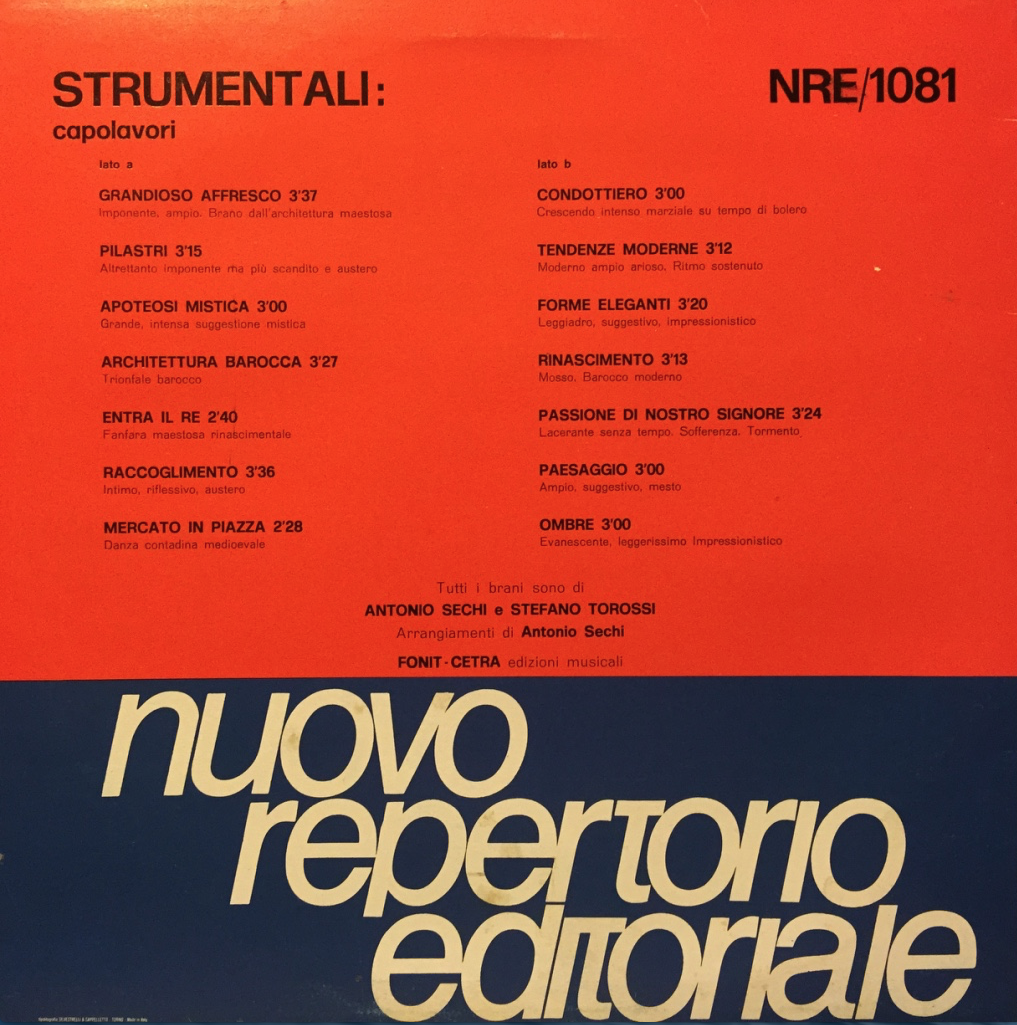 STRUMENTALI:
capolavori
NRE/1081
lato a
GRANDIOSO AFFRESCO 3'37
Imponente, ampio. Brano dall'architettura maestosa
PILASTRI 3'15
Altrettanto imponente ma più scandito e austero
APOTEOSI MISTICA 3'00
Grande, intensa suggestione mistica
ARCHITETTURA BAROCCA 3'27
Trionfale barocco
ENTRA IL RE 2'40
Fanfara maestosa rinascimentale
RACCOGLIMENTO 3'36
Intimo, riflessivo, austero
MERCATO IN PIAZZA 2'28
Danza contadina medioevale
lato b
CONDOTTIERO 3'00
Crescendo intenso marziale su tempo di bolero
TENDENZE MODERNE 3'12
Moderno ampio arioso. Ritmo sostenuto
FORME ELEGANTI 3'20
Leggiadro, suggestivo, impressionistico
RINASCIMENTO 3'13
Mosso, Barocco moderno
PASSIONE DI NOSTRO SIGNORE 3'24
Lacerante senza tempo. Sofferenza. Tormento
PAESAGGIO 3'00
Ampio, suggestivo, mesto
OMBRE 3'00
Evanescente, leggerissimo Impressionistico
Tutti i brani sono di
ANTONIO SECHI e STEFANO TOROSSI
Arrangiamenti di Antonio Sechi
FONIT-CETRA edizioni musicali
nuovo
repertorio
editoriale